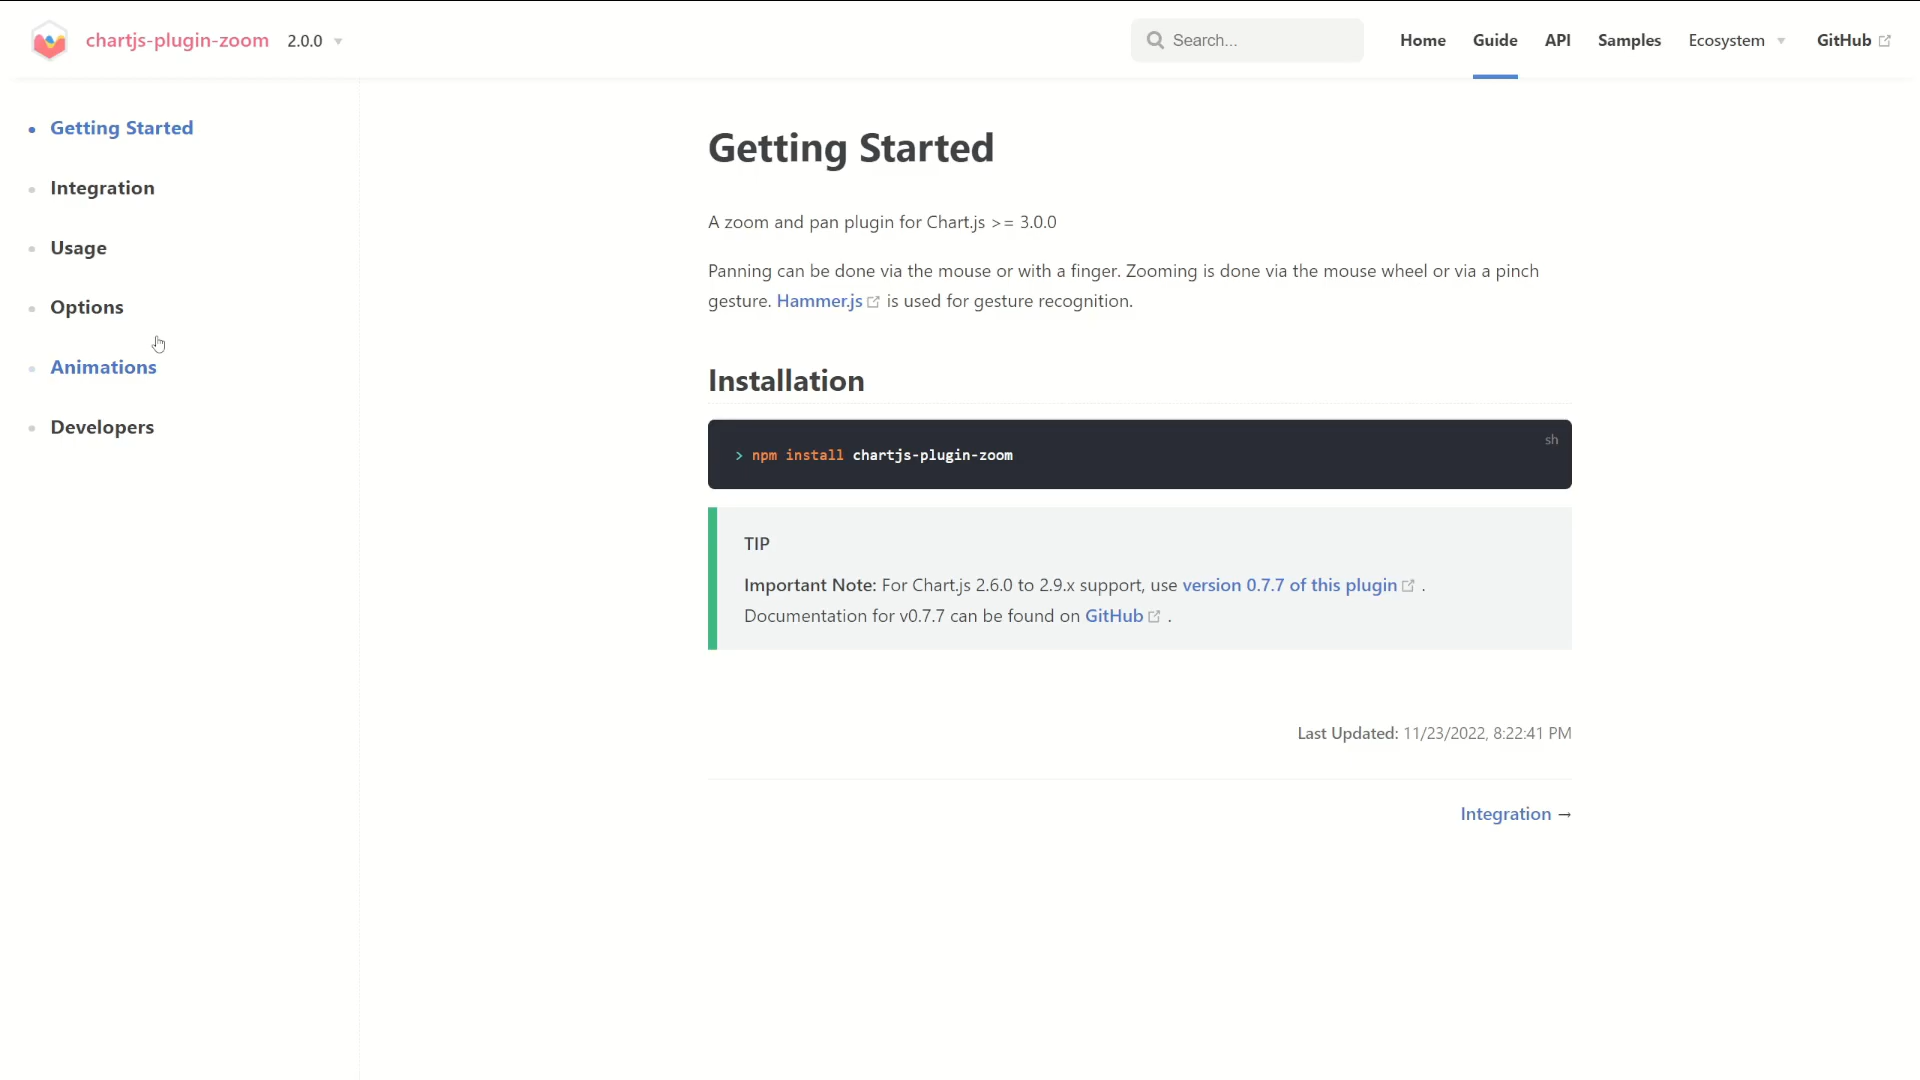 chartjs-plugin-zoom 2.0.0
Search...
Home Guide API Samples Ecosystem GitHub
Getting Started
Integration
Usage
Options
Animations
Developers
Getting Started
A zoom and pan plugin for Chart.js >= 3.0.0
Panning can be done via the mouse or with a finger. Zooming is done via the mouse wheel or via a pinch
gesture. Hammer.js is used for gesture recognition.
Installation
sh
> npm install chartjs-plugin-zoom
TIP
Important Note: For Chart.js 2.6.0 to 2.9.x support, use version 0.7.7 of this plugin .
Documentation for v0.7.7 can be found on GitHub .
Last Updated: 11/23/2022, 8:22:41 PM
Integration →